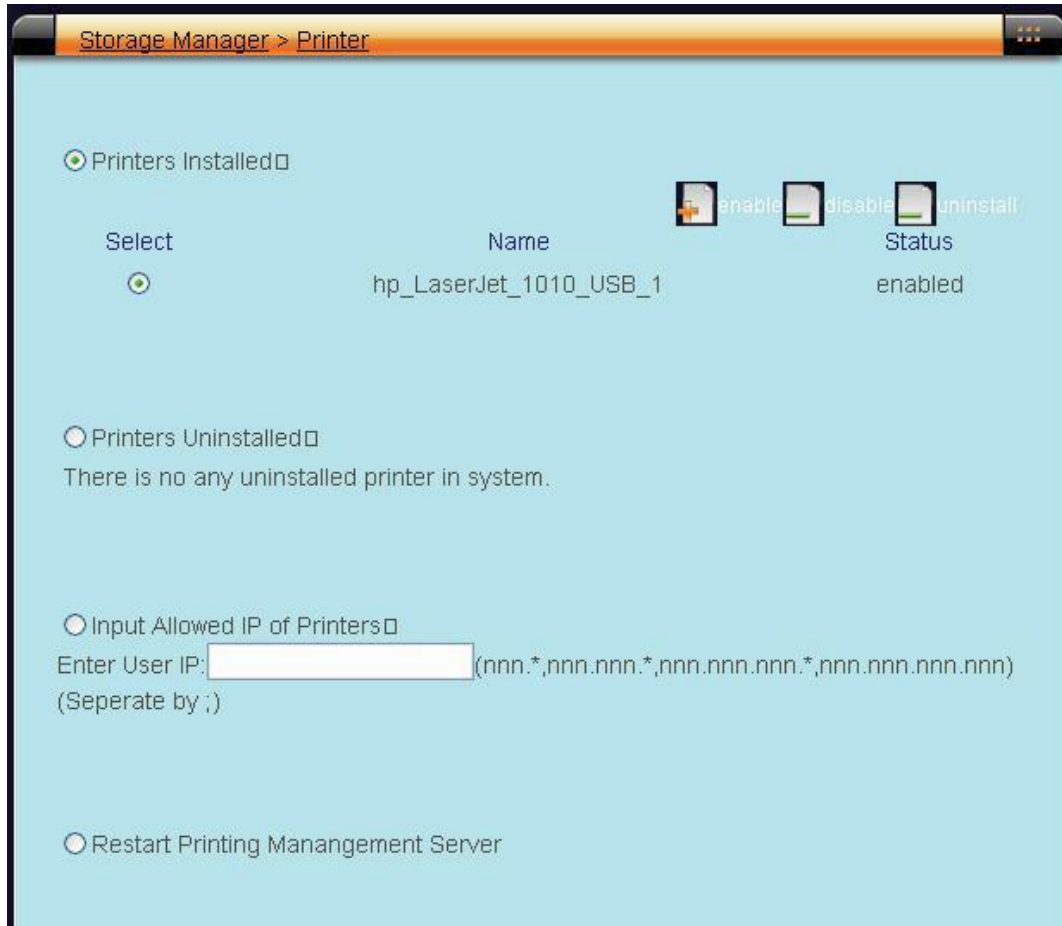 Storage Manager > Printer
Printers Installed□
enable disable uninstall
Select Name Status
hp_LaserJet_1010_USB_1 enabled
Printers Uninstalled□
There is no any uninstalled printer in system.
Input Allowed IP of Printers□
Enter User IP: (nnn.*,nnn.nnn.*,nnn.nnn.nnn.*,nnn.nnn.nnn.nnn)
(Seperate by ;)
Restart Printing Manangement Server